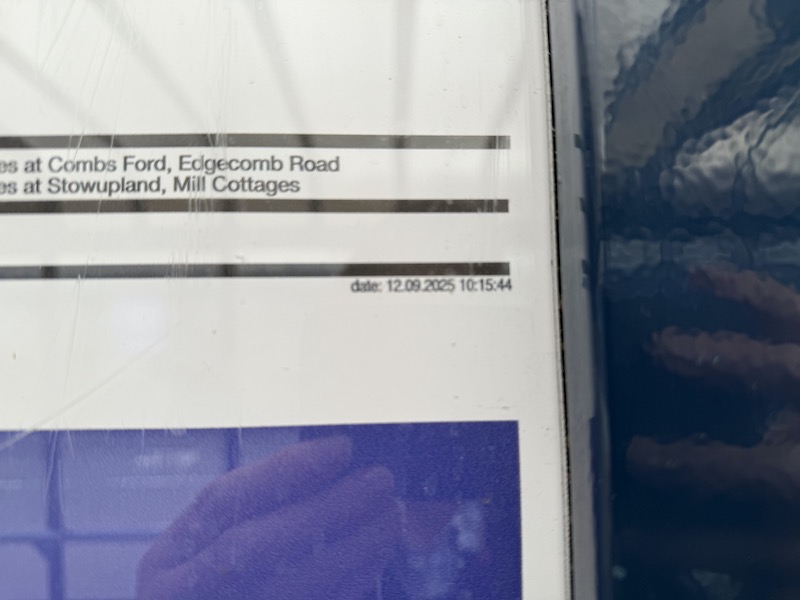 es at Combs Ford, Edgecomb Road
es at Stowupland, Mill Cottages
date: 12.09.2025 10:15:44